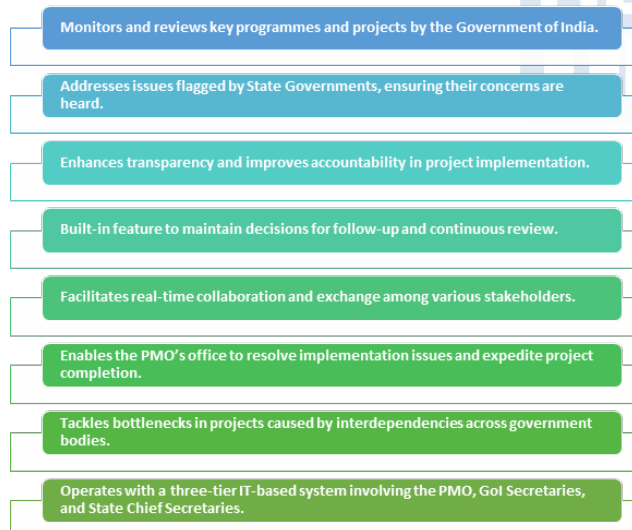 Monitors and reviews key programmes and projects by the Government of India.
Addresses issues flagged by State Governments, ensuring their concerns are
heard.
Enhances transparency and improves accountability in project implementation.
Built-in feature to maintain decisions for follow-up and continuous review.
Facilitates real-time collaboration and exchange among various stakeholders.
Enables the PMO’s office to resolve implementation issues and expedite project
completion.
Tackles bottlenecks in projects caused by interdependencies across government
bodies.
Operates with a three-tier IT-based system involving the PMO, GoI Secretaries,
and State Chief Secretaries.